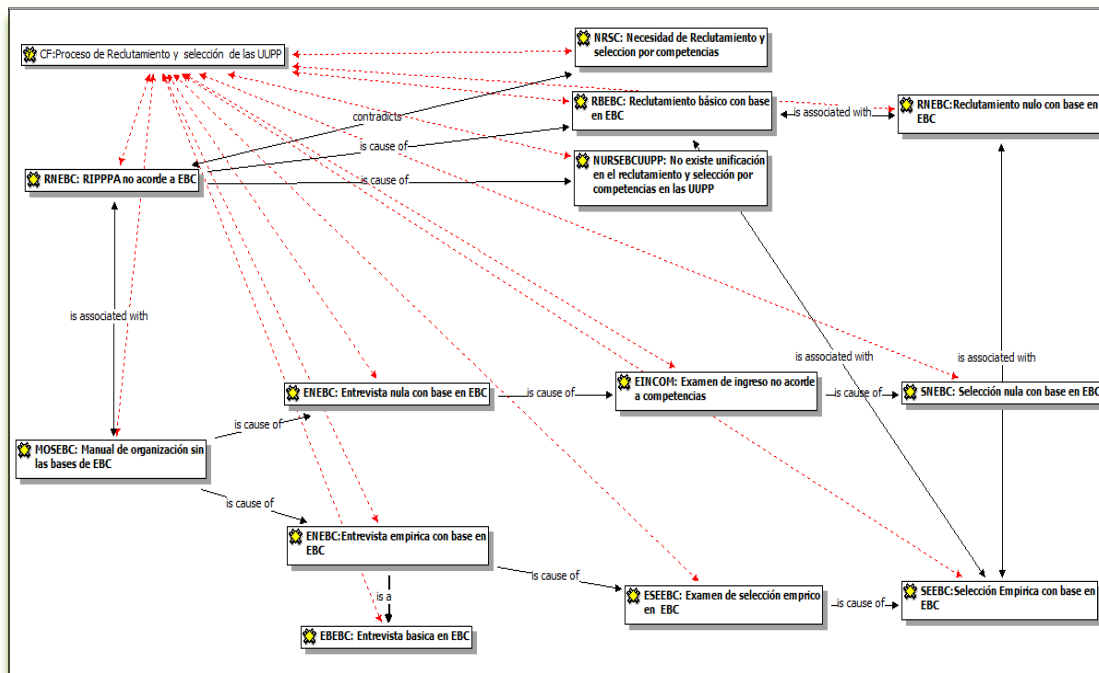 CF:Proceso de Reclutamiento y selección de las UUPP
NRSC: Necesidad de Reclutamiento y
seleccion por competencias
RBEBC: Reclutamiento básico con base
en EBC
RNEBC:Reclutamiento nulo con base en
EBC
contradicts
is associated with
is cause of
NURSEBCUUPP: No existe unificación
en el reclutamiento y selección por
competencias en las UUPP
RNEBC: RIPPPA no acorde a EBC
is cause of
is associated with
is associated with
is associated with
ENEBC: Entrevista nula con base en EBC
is cause of
EINCOM: Examen de ingreso no acorde
a competencias
is cause of
SNEBC: Selección nula con base en EBC
is cause of
MOSEBC: Manual de organización sin
las bases de EBC
is cause of
ENEBC:Entrevista empirica con base en
EBC
is cause of
is a
ESEEBC: Examen de selección emprico
en EBC
is cause of
SEEBC:Selección Empirica con base en
EBC
EBEBC: Entrevista basica en EBC